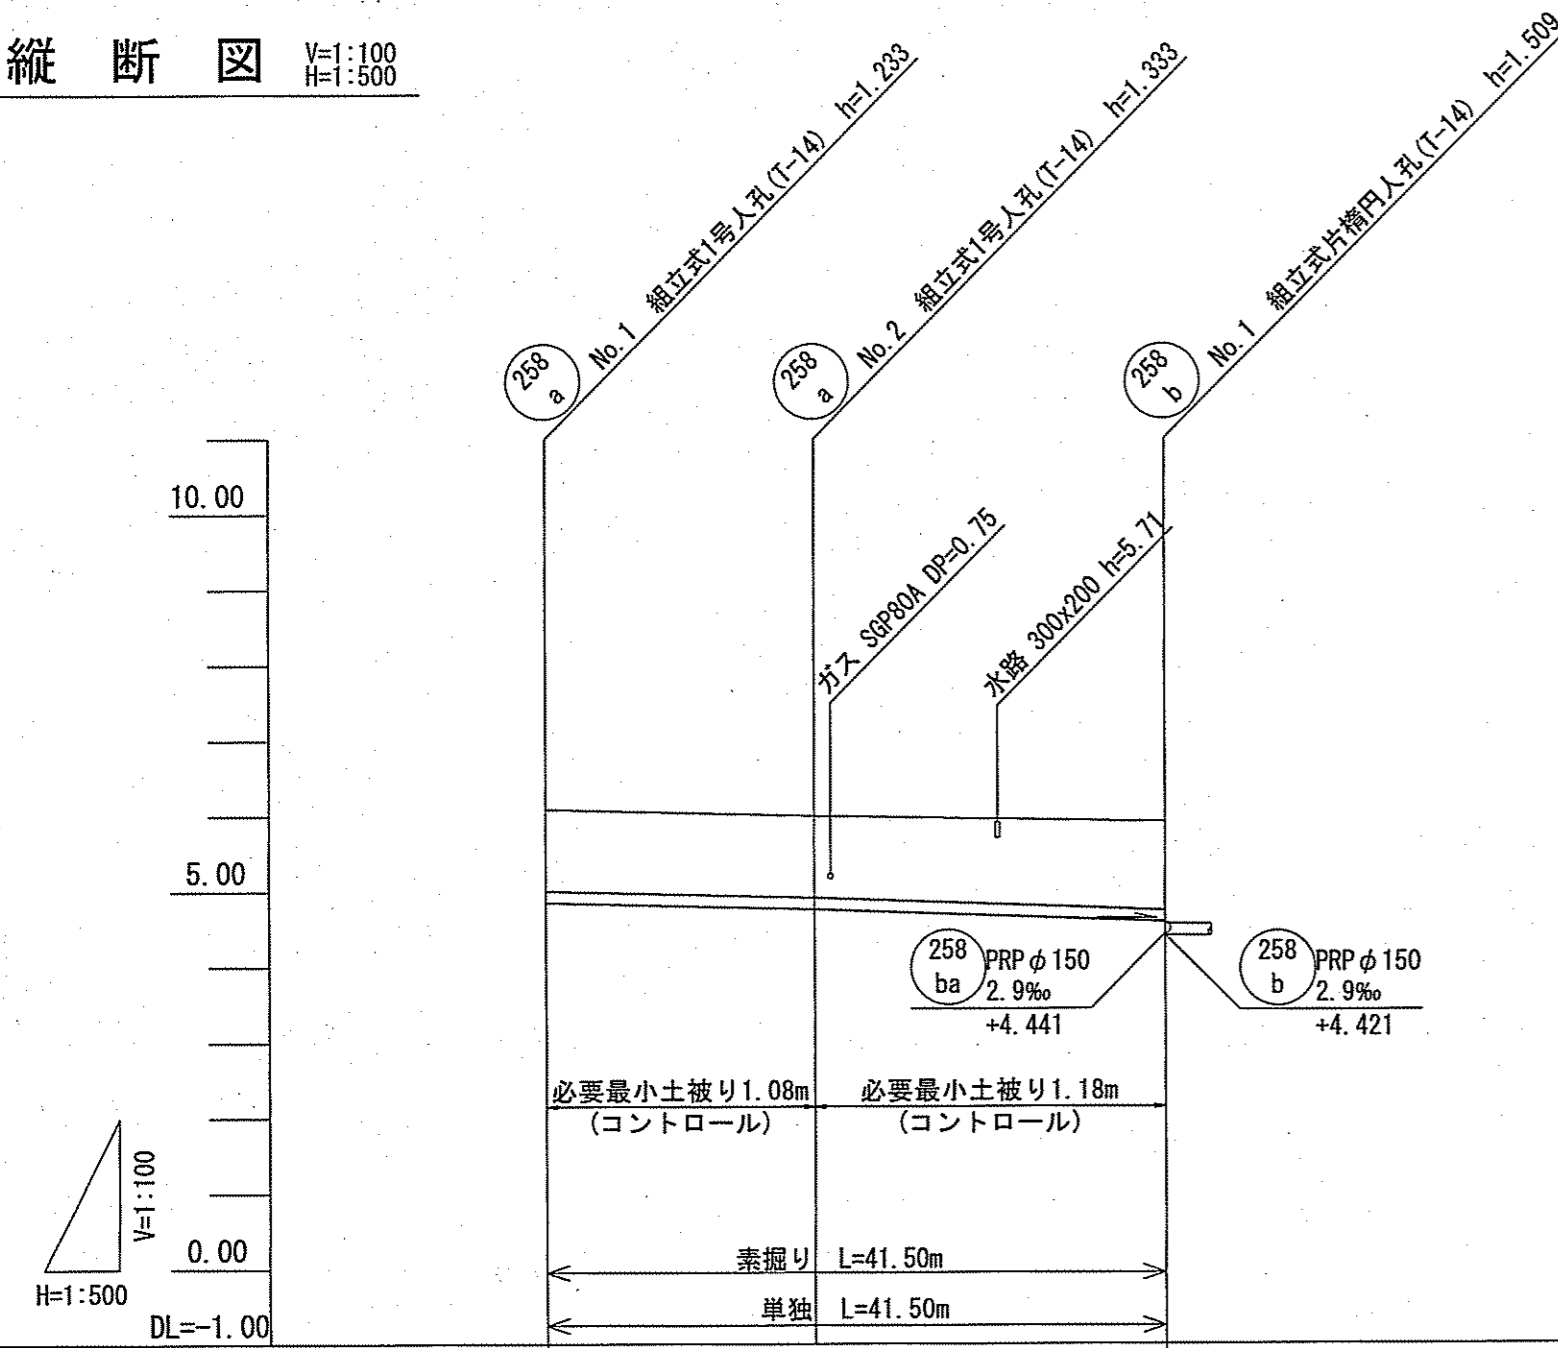 縦 断 図
V=1:100
H=1:500
258
a
No.1 組立式1号人孔(T-14) h=1.233
258
a
No.2 組立式1号人孔(T-14) h=1.333
258
b
No.1 組立式片楕円人孔(T-14) h=1.509
10.00
ガス SGP80A DP=0.75
水路 300x200 h=5.71
5.00
258
ba
PRPφ150
2.9‰
+4.441
258
b
PRPφ150
2.9‰
+4.421
必要最小土被り1.08m
(コントロール)
必要最小土被り1.18m
(コントロール)
V=1:100
H=1:500
0.00
素掘り L=41.50m
単独 L=41.50m
DL=-1.00